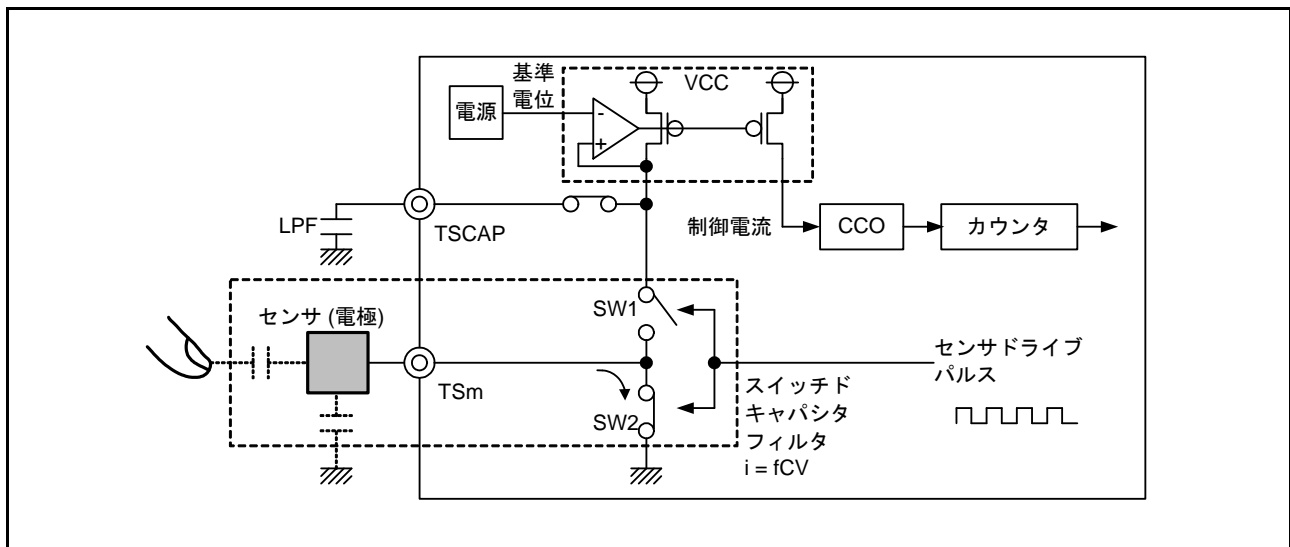 基準
電位
VCC
電源
-
+
LPF
TSCAP
制御電流
CCO
カウンタ
センサ (電極)
SW1
TSm
SW2
スイッチド
キャパシタ
フィルタ
i = fCV
センサドライブ
パルス